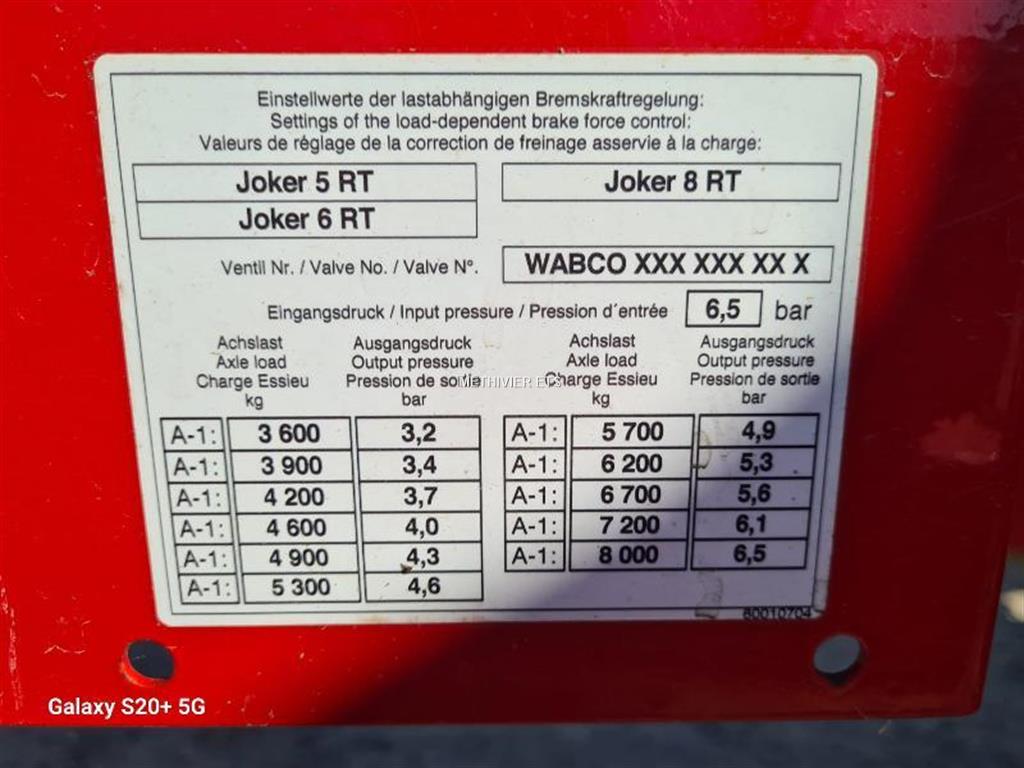 Einstellwerte der lastabhängigen Bremskraftregelung:
Settings of the load-dependent brake force control:
Valeurs de réglage de la correction de freinage asservie à la charge:
Joker 5 RT Joker 8 RT
Joker 6 RT
Ventil Nr. / Valve No. / Valve N°. WABCO XXX XXX XX X
Eingangsdruck / Input pressure / Pression d´entrée 6,5 bar
Achslast Ausgangsdruck Achslast Ausgangsdruck
Axle load Output pressure Axle load Output pressure
Charge Essieu Pression de sortie Charge Essieu Pression de sortie
kg bar kg bar
METHIVIER ETS
A-1: 3 600 3,2 A-1: 5 700 4,9
A-1: 3 900 3,4 A-1: 6 200 5,3
A-1: 4 200 3,7 A-1: 6 700 5,6
A-1: 4 600 4,0 A-1: 7 200 6,1
A-1: 4 900 4,3 A-1: 8 000 6,5
A-1: 5 300 4,6
60010704
Galaxy S20+ 5G